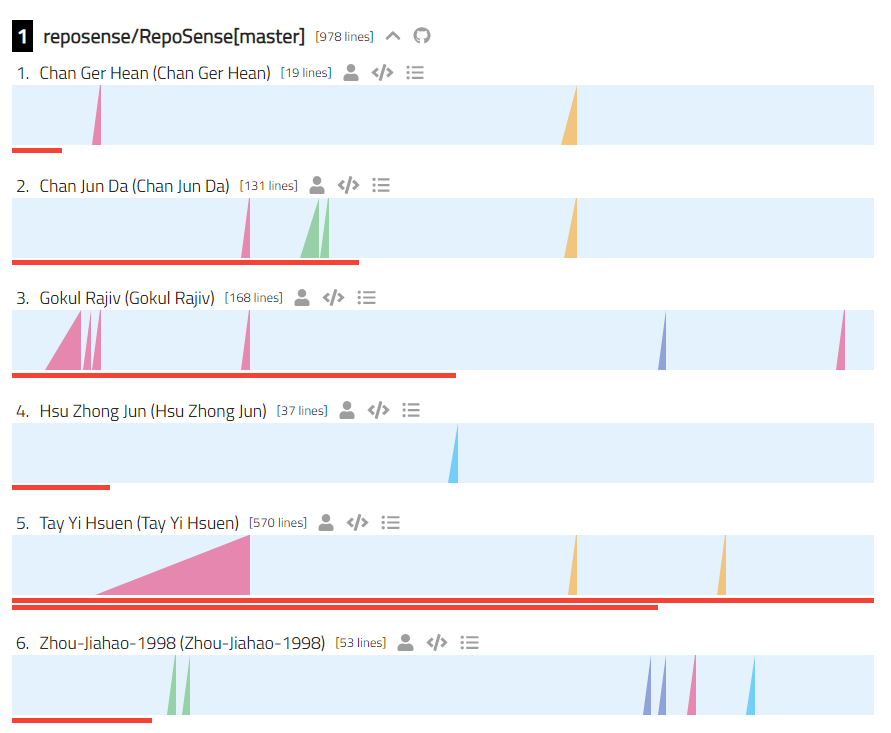 1 reposense/RepoSense[master] [978 lines]
1. Chan Ger Hean (Chan Ger Hean) [19 lines]
2. Chan Jun Da (Chan Jun Da) [131 lines]
3. Gokul Rajiv (Gokul Rajiv) [168 lines]
4. Hsu Zhong Jun (Hsu Zhong Jun) [37 lines]
5. Tay Yi Hsuen (Tay Yi Hsuen) [570 lines]
6. Zhou-Jiahao-1998 (Zhou-Jiahao-1998) [53 lines]